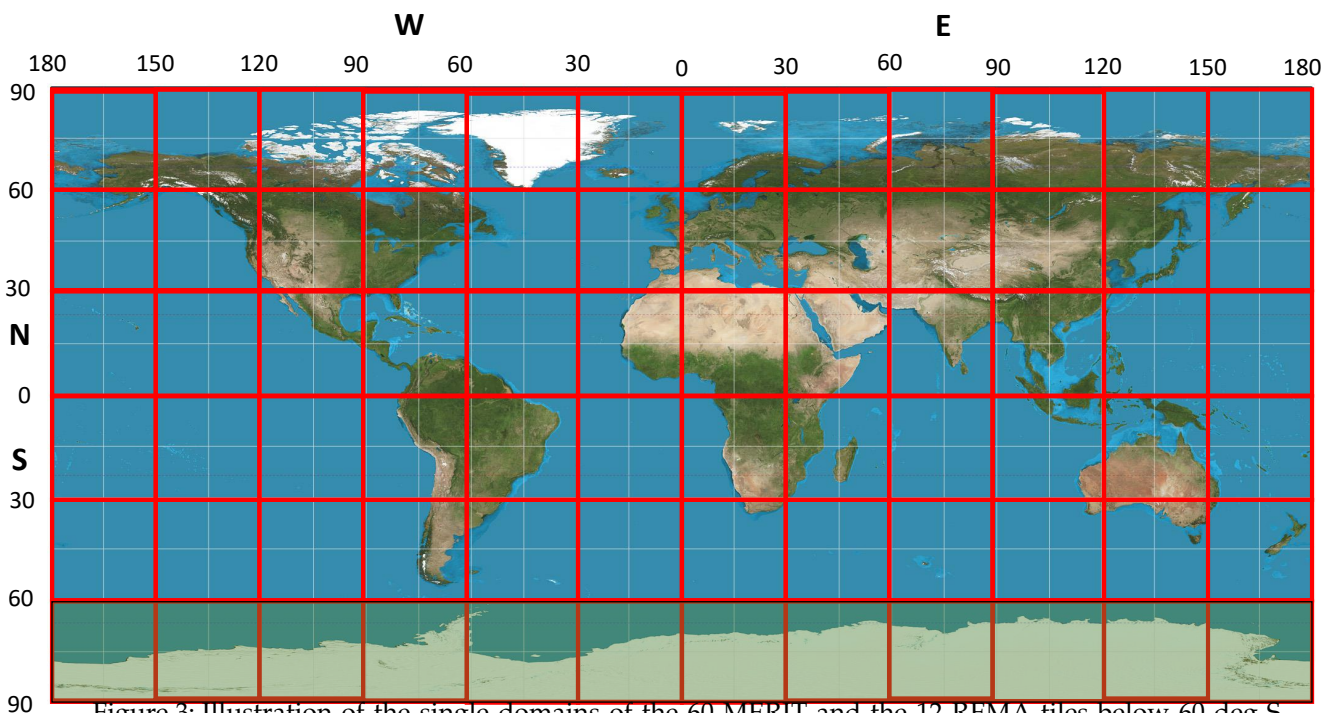 W E
180 150 120 90 60 30 0 30 60 90 120 150 180
90
60
30
N
0
S
30
60
90
Figure 3: Illustration of the single domains of the 60 MERIT and the 12 REMA tiles below 60 deg S